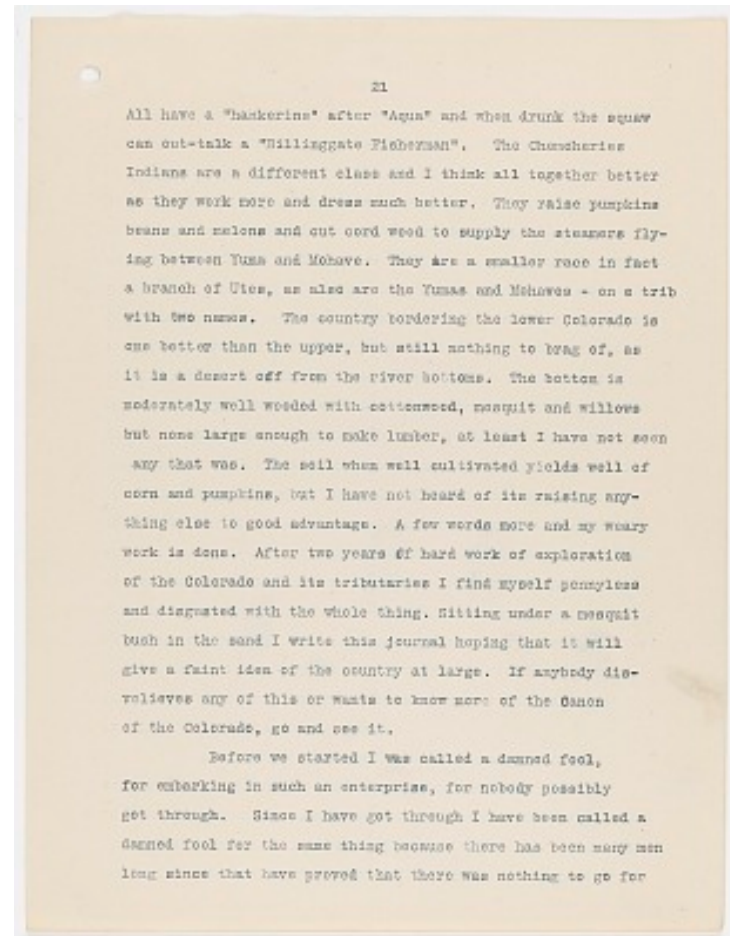 21
All have a "hankering" after "Aqua" and when drunk the squaw
can out-talk a "Billinggate Fisherman". The
Indians are a different class and I think all together better
as they work more and dress much better. They raise pumpkins
beans and melons and cut cord wood to supply the steamers fly-
ing between Yuma and Mohave. They are a smaller race in fact
a branch of Utes, as also are the Yumas and Mohaves - on a trib
with two names. The country bordering the lower Colorado is
one better than the upper, but still nothing to brag of, as
it is a desert off from the river bottoms. The bottom is
moderately well wooded with cottonwood, mesquit and willows
but none large enough to make lumber, at least I have not seen
any that was. The soil when well cultivated yields well of
corn and pumpkins, but I have not heard of its raising any-
thing else to good advantage. A few words more and my weary
work is done. After two years of hard work of exploration
of the Colorado and its tributaries I find myself pennyless
and disgusted with the whole thing. Sitting under a mesquit
bush in the sand I write this journal hoping that it will
give a faint idea of the country at large. If anybody dis-
velieves any of this or wants to know more of the Canon
of the Colorado, go and see it.
Before we started I was called a damned fool,
for embarking in such an enterprise, for nobody possibly
got through. Since I have got through I have been called a
damned fool for the same thing because there has been many men
long since that have proved that there was nothing to go for